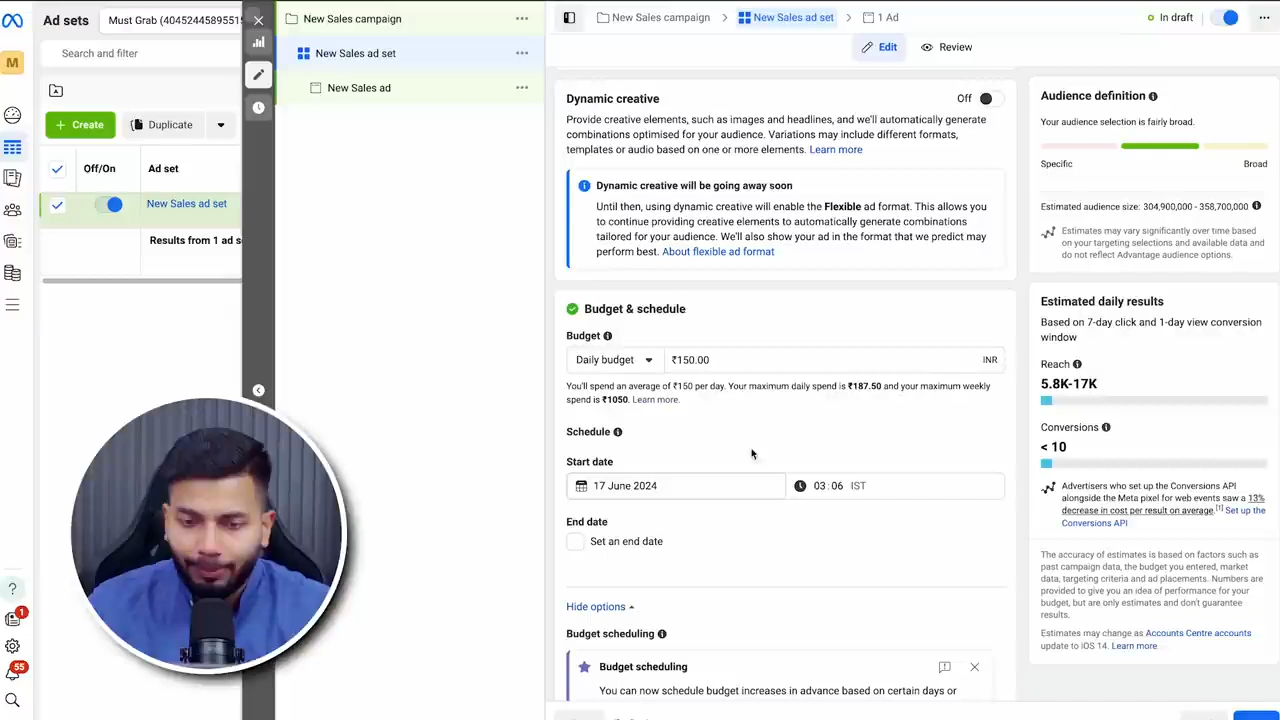 Ad sets
Must Grab (4045244589551
Search and filter
M
+ Create
Duplicate
Off/On
Ad set
New Sales ad set
Results from 1 ad s
1
55
New Sales campaign
New Sales ad set
New Sales ad
New Sales campaign > New Sales ad set > 1 Ad
In draft
Edit
Review
Dynamic creative
Off
Provide creative elements, such as images and headlines, and we'll automatically generate
combinations optimised for your audience. Variations may include different formats,
templates or audio based on one or more elements. Learn more
Dynamic creative will be going away soon
Until then, using dynamic creative will enable the Flexible ad format. This allows you
to continue providing creative elements to automatically generate combinations
tailored for your audience. We'll also show your ad in the format that we predict may
perform best. About flexible ad format
Budget & schedule
Budget
Daily budget
₹150.00
INR
You'll spend an average of ₹150 per day. Your maximum daily spend is ₹187.50 and your maximum weekly
spend is ₹1050. Learn more.
Schedule
Start date
17 June 2024
03:06 IST
End date
Set an end date
Hide options
Budget scheduling
Budget scheduling
You can now schedule budget increases in advance based on certain days or
Audience definition
Your audience selection is fairly broad.
Specific
Broad
Estimated audience size: 304,900,000 - 358,700,000
Estimates may vary significantly over time based
on your targeting selections and available data and
do not reflect Advantage audience options.
Estimated daily results
Based on 7-day click and 1-day view conversion
window
Reach
5.8K-17K
Conversions
< 10
Advertisers who set up the Conversions API
alongside the Meta pixel for web events saw a 13%
decrease in cost per result on average.[1] Set up the
Conversions API
The accuracy of estimates is based on factors such as
past campaign data, the budget you entered, market
data, targeting criteria and ad placements. Numbers are
provided to give you an idea of performance for your
budget, but are only estimates and don't guarantee
results.
Estimates may change as Accounts Centre accounts
update to iOS 14. Learn more